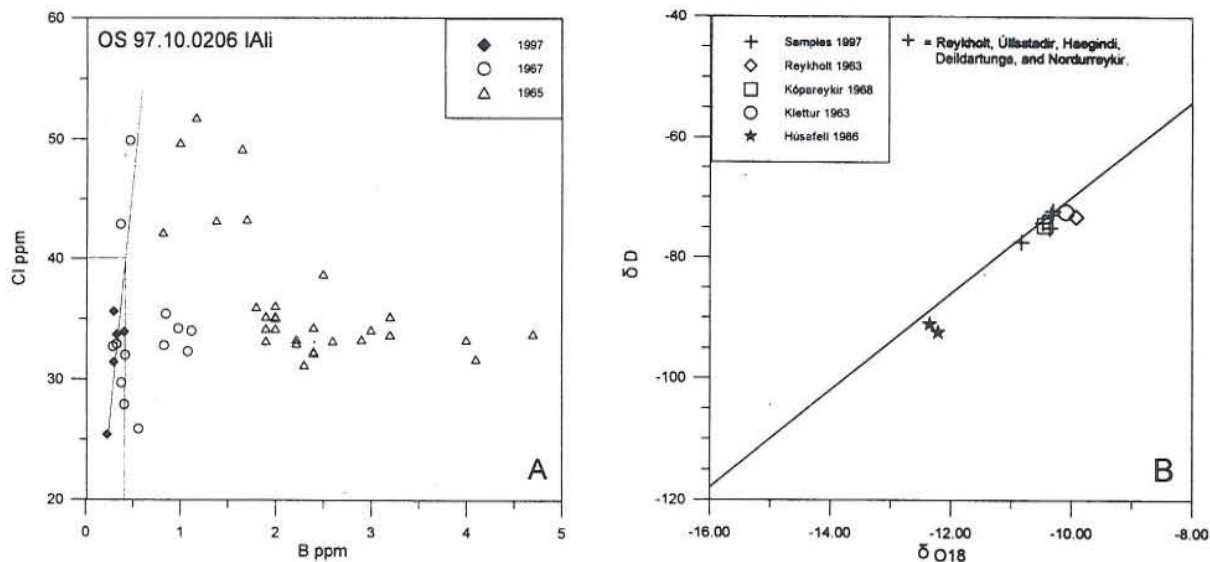 OS 97.10.0206 IAli
1997
1967
1965
60
50
40
30
20
Cl ppm
0
1
2
3
4
5
B ppm
A
Samples 1997
Reykholt 1963
Kópareykir 1968
Klettur 1963
Húsafell 1986
= Reykholt, Úlfsstadir, Haegindi,
Deildartunga, and Nordurreykir.
-40
-60
-80
-100
-120
δ D
-16.00
-14.00
-12.00
-10.00
-8.00
δ O18
B